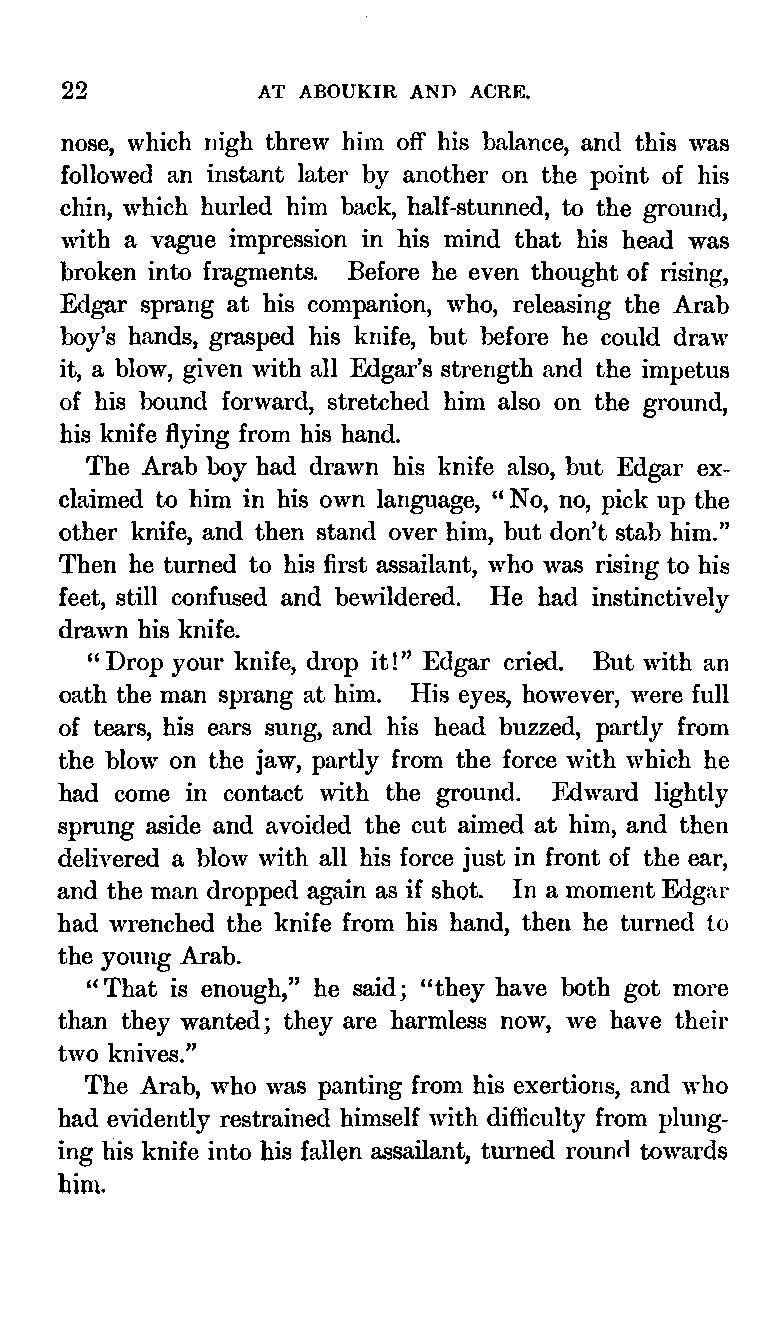 22 AT ABOUKIR AND ACRE.
nose, which nigh threw him off his balance, and this was
followed an instant later by another on the point of his
chin, which hurled him back, half-stunned, to the ground,
with a vague impression in his mind that his head was
broken into fragments. Before he even thought of rising,
Edgar sprang at his companion, who, releasing the Arab
boy's hands, grasped his knife, but before he could draw
it, a blow, given with all Edgar's strength and the impetus
of his bound forward, stretched him also on the ground,
his knife flying from his hand.
The Arab boy had drawn his knife also, but Edgar ex-
claimed to him in his own language, "No, no, pick up the
other knife, and then stand over him, but don't stab him."
Then he turned to his first assailant, who was rising to his
feet, still confused and bewildered. He had instinctively
drawn his knife.
"Drop your knife, drop it!" Edgar cried. But with an
oath the man sprang at him. His eyes, however, were full
of tears, his ears sung, and his head buzzed, partly from
the blow on the jaw, partly from the force with which he
had come in contact with the ground. Edward lightly
sprung aside and avoided the cut aimed at him, and then
delivered a blow with all his force just in front of the ear,
and the man dropped again as if shot. In a moment Edgar
had wrenched the knife from his hand, then he turned to
the young Arab.
"That is enough," he said; "they have both got more
than they wanted; they are harmless now, we have their
two knives."
The Arab, who was panting from his exertions, and who
had evidently restrained himself with difficulty from plung-
ing his knife into his fallen assailant, turned round towards
him.